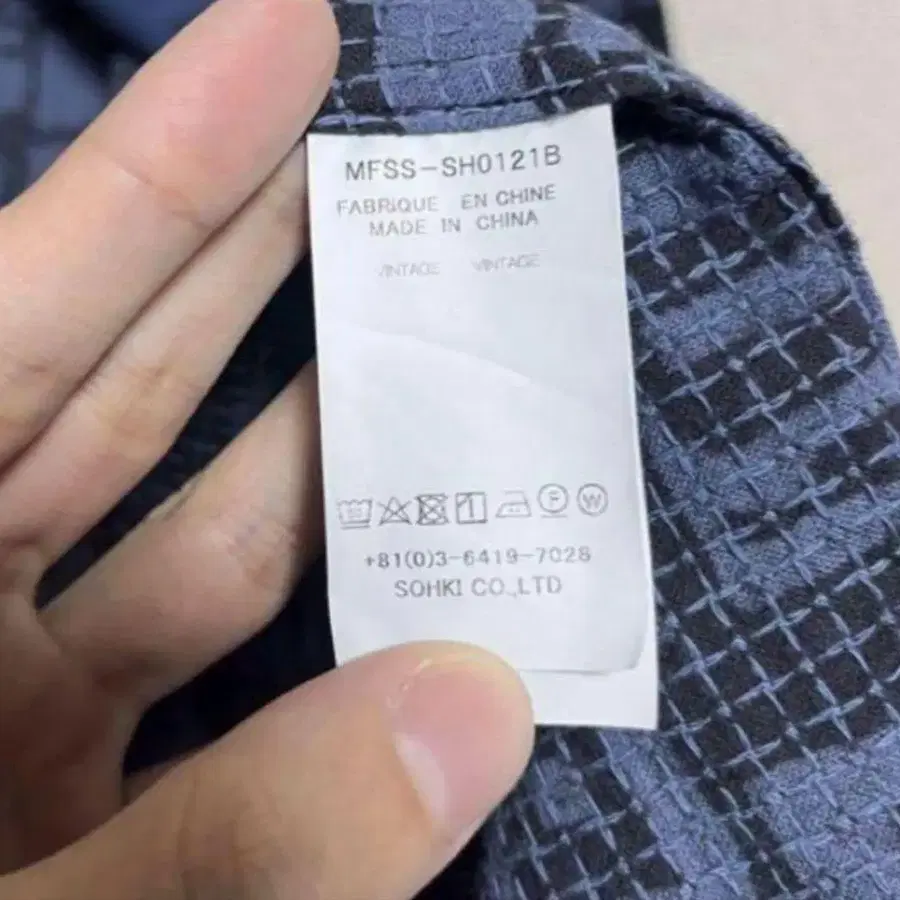 MFSS-SH0121B
FABRIQUE EN CHINE
MADE IN CHINA
VINTAGE VINTAGE
F W
+81(0)3-6419-7028
SOHKI CO.,LTD